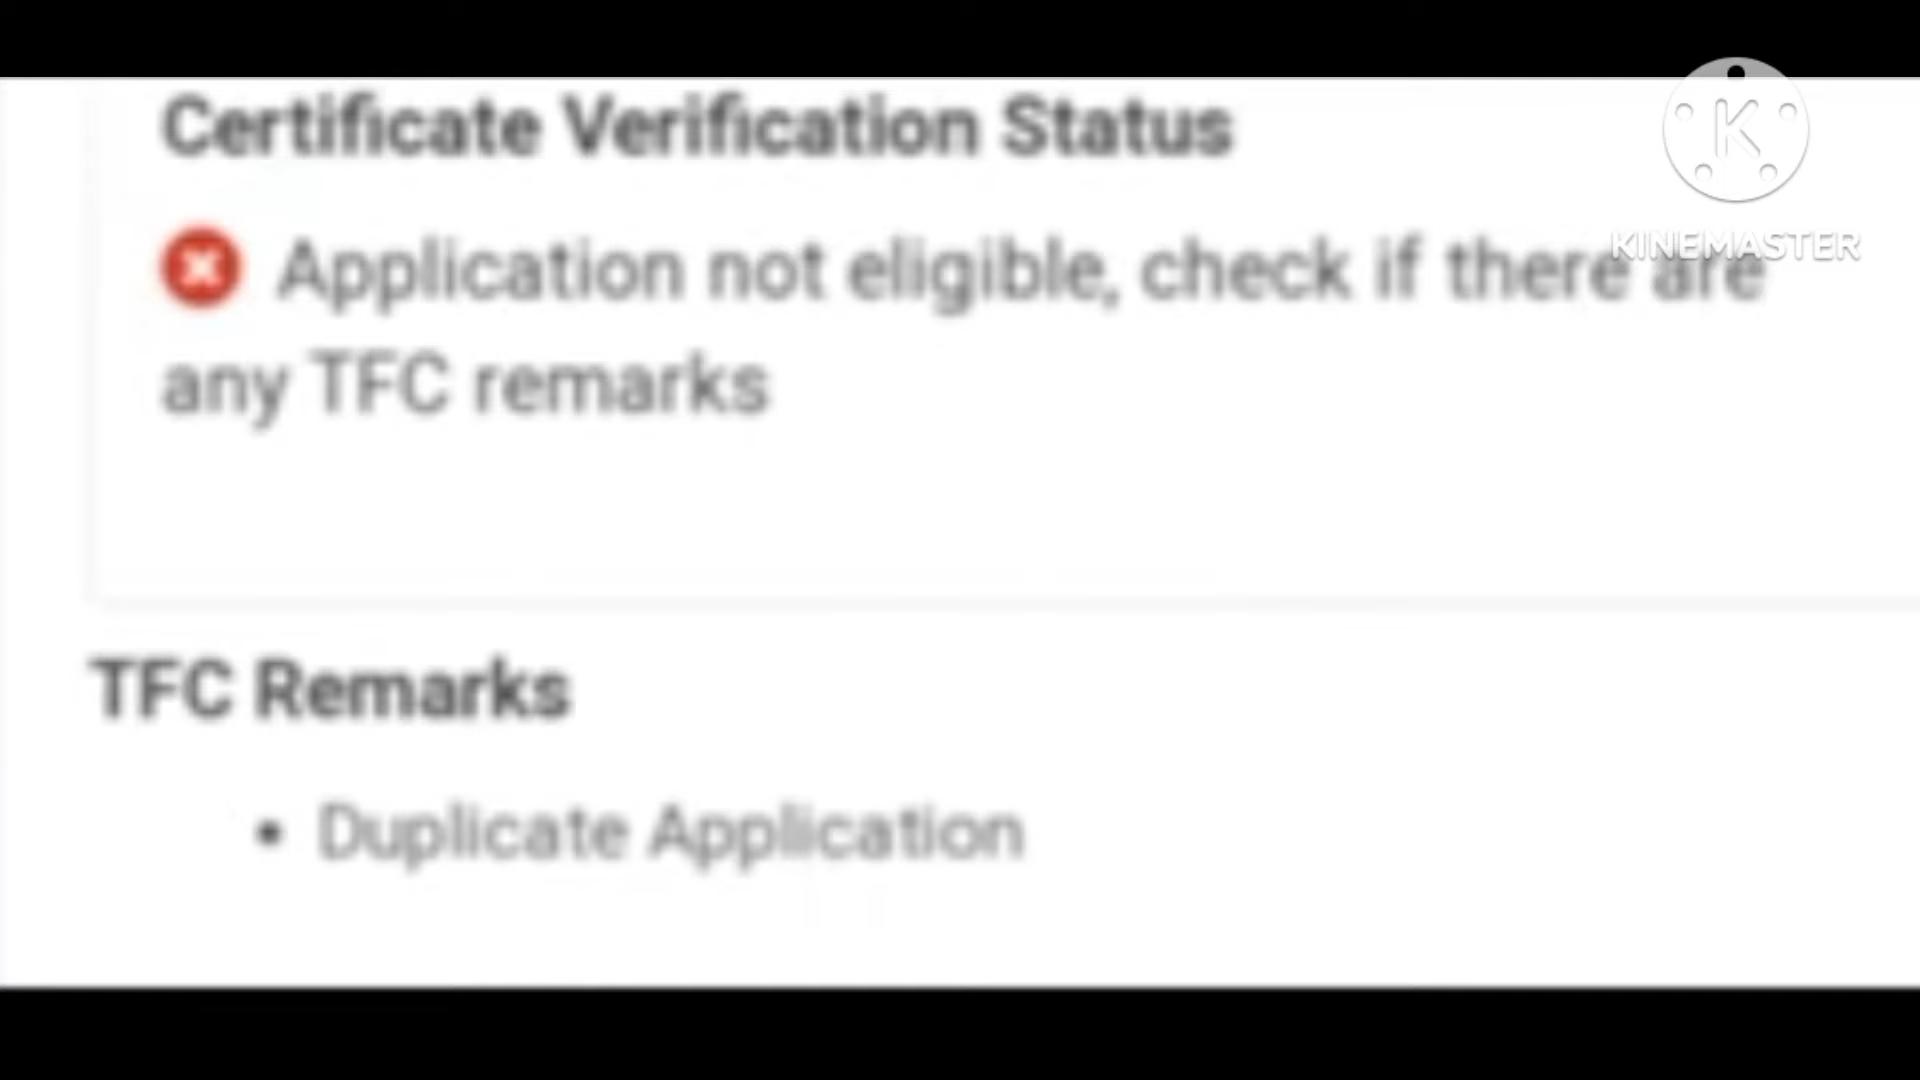 Certificate Verification Status
K
KINEMASTER
Application not eligible, check if there are
any TFC remarks
TFC Remarks
• Duplicate Application